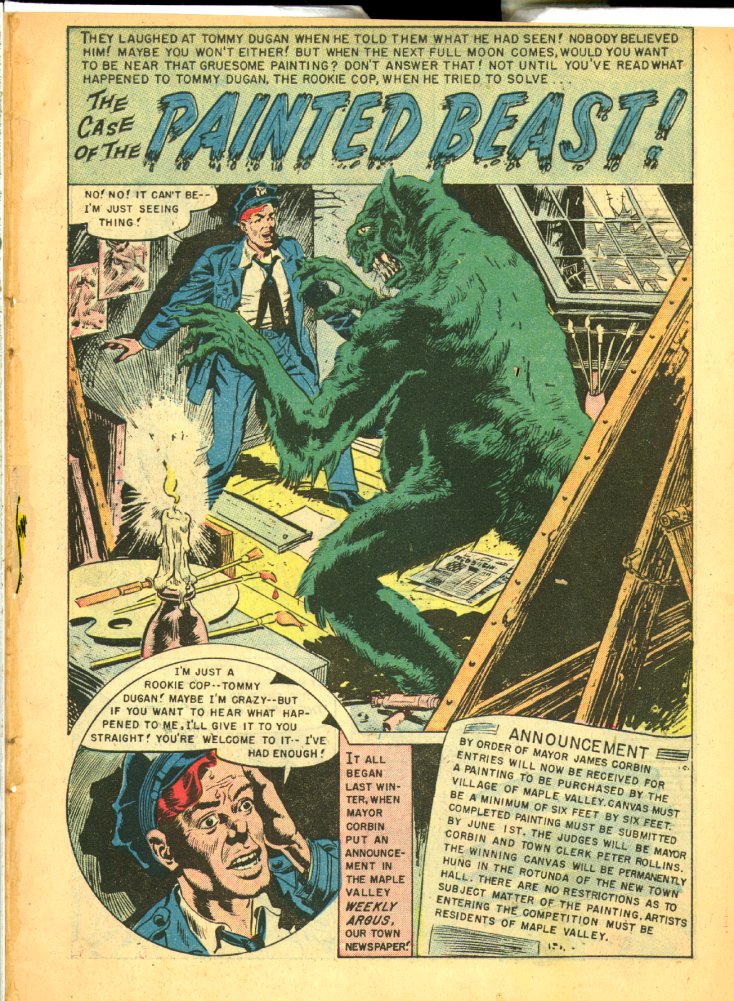 THEY LAUGHED AT TOMMY DUGAN WHEN HE TOLD THEM WHAT HE HAD SEEN! NOBODY BELIEVED
HIM! MAYBE YOU WON'T EITHER! BUT WHEN THE NEXT FULL MOON COMES, WOULD YOU WANT
TO BE NEAR THAT GRUESOME PAINTING? DON'T ANSWER THAT! NOT UNTIL YOU'VE READ WHAT
HAPPENED TO TOMMY DUGAN, THE ROOKIE COP, WHEN HE TRIED TO SOLVE ...
THE
CASE
OF THE
PAINTED BEAST!
NO! NO! IT CAN'T BE--
I'M JUST SEEING
THING!
I'M JUST A
ROOKIE COP--TOMMY
DUGAN! MAYBE I'M CRAZY--BUT
IF YOU WANT TO HEAR WHAT HAP-
PENED TO ME, I'LL GIVE IT TO YOU
STRAIGHT! YOU'RE WELCOME TO IT-- I'VE
HAD ENOUGH!
IT ALL
BEGAN
LAST WIN-
TER, WHEN
MAYOR
CORBIN
PUT AN
ANNOUNCE-
MENT IN
THE MAPLE
VALLEY
WEEKLY
ARGUS,
OUR TOWN
NEWSPAPER!
ANNOUNCEMENT
BY ORDER OF MAYOR JAMES CORBIN
ENTRIES WILL NOW BE RECEIVED FOR
A PAINTING TO BE PURCHASED BY THE
VILLAGE OF MAPLE VALLEY. CANVAS MUST
BE A MINIMUM OF SIX FEET BY SIX FEET.
COMPLETED PAINTING MUST BE SUBMITTED
BY JUNE 1ST. THE JUDGES WILL BE MAYOR
CORBIN AND TOWN CLERK PETER ROLLINS.
THE WINNING CANVAS WILL BE PERMANENTLY
HUNG IN THE ROTUNDA OF THE NEW TOWN
HALL. THERE ARE NO RESTRICTIONS AS TO
SUBJECT MATTER OF THE PAINTING. ARTISTS
ENTERING THE COMPETITION MUST BE
RESIDENTS OF MAPLE VALLEY.